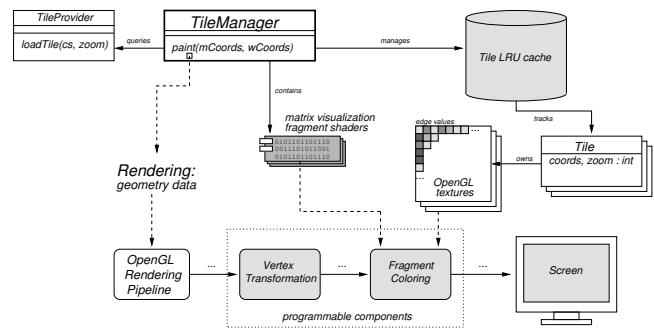 TileProvider
loadTile(cs, zoom)
queries
TileManager
paint(mCoords, wCoords)
manages
Tile LRU cache
contains
tracks
matrix visualization
fragment shaders
0101101101110
0011101011001
0101101101110
edge values
...
...
OpenGL
textures
owns
Tile
coords, zoom : int
Rendering:
geometry data
OpenGL
Rendering
Pipeline
...
Vertex
Transformation
...
Fragment
Coloring
...
Screen
programmable components